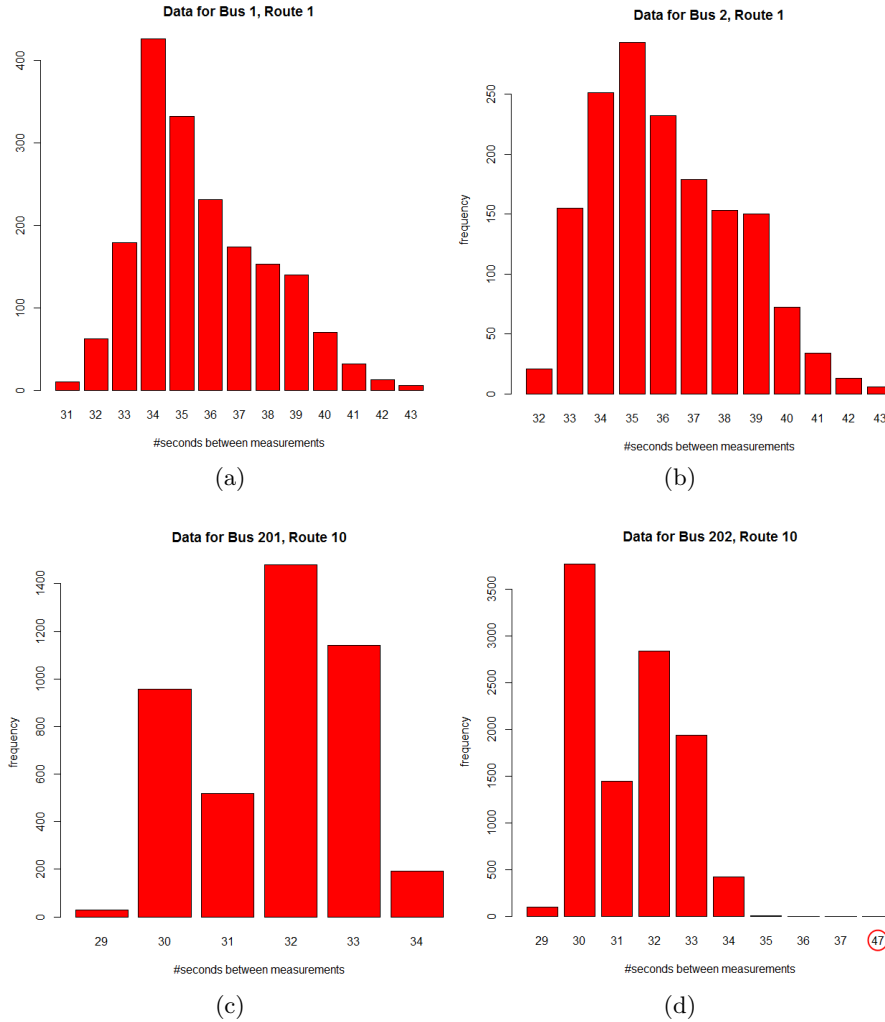 Data for Bus 1, Route 1
400
300
200
100
0
31 32 33 34 35 36 37 38 39 40 41 42 43
#seconds between measurements
(a)
Data for Bus 2, Route 1
frequency
250
200
150
100
50
0
32 33 34 35 36 37 38 39 40 41 42 43
#seconds between measurements
(b)
Data for Bus 201, Route 10
frequency
1400
1200
1000
800
600
400
200
0
29 30 31 32 33 34
#seconds between measurements
(c)
Data for Bus 202, Route 10
frequency
3500
3000
2500
2000
1500
1000
500
0
29 30 31 32 33 34 35 36 37 47
#seconds between measurements
(d)